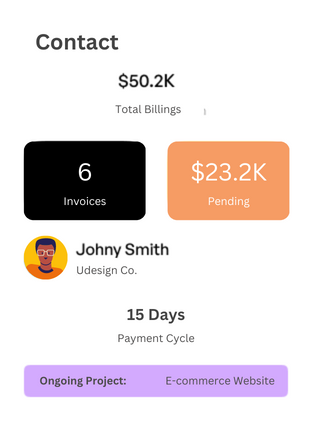 Contact
$50.2K
Total Billings
6
Invoices
$23.2K
Pending
Johny Smith
Udesign Co.
15 Days
Payment Cycle
Ongoing Project: E-commerce Website